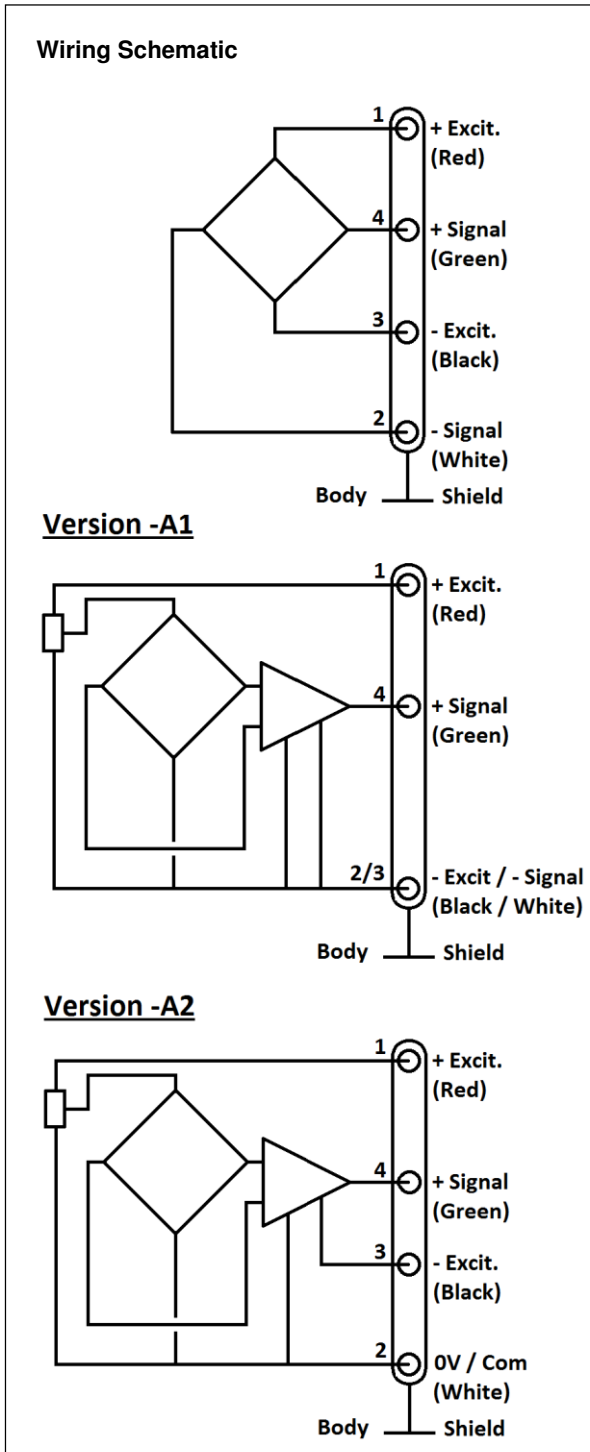 Wiring Schematic
1
+ Excit.
(Red)
4
+ Signal
(Green)
3
- Excit.
(Black)
2
- Signal
(White)
Body
Shield
Version -A1
1
+ Excit.
(Red)
4
+ Signal
(Green)
2/3
- Excit / - Signal
(Black / White)
Body
Shield
Version -A2
1
+ Excit.
(Red)
4
+ Signal
(Green)
3
- Excit.
(Black)
2
0V / Com
(White)
Body
Shield